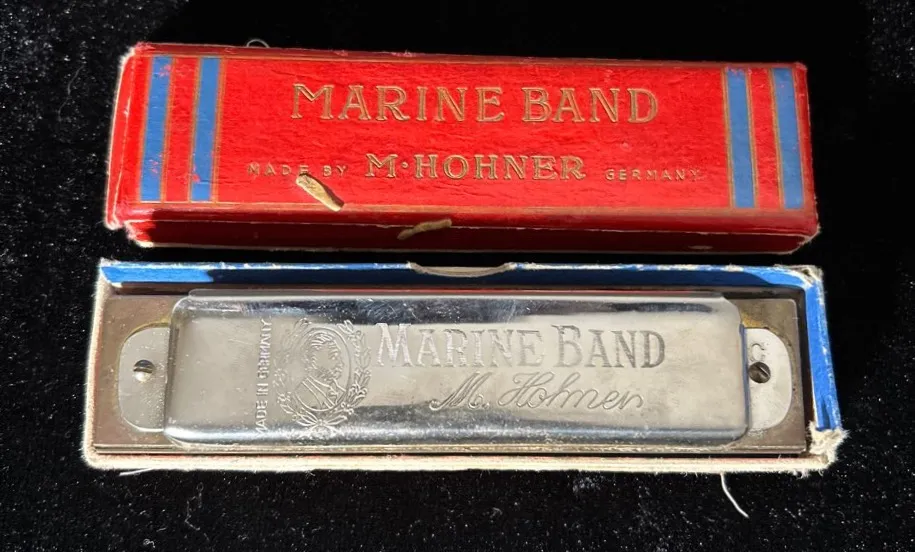 MARINE BAND
MADE BY M·HOHNER GERMANY
MADE IN GERMANY
MARINE BAND
M. Hohner
C